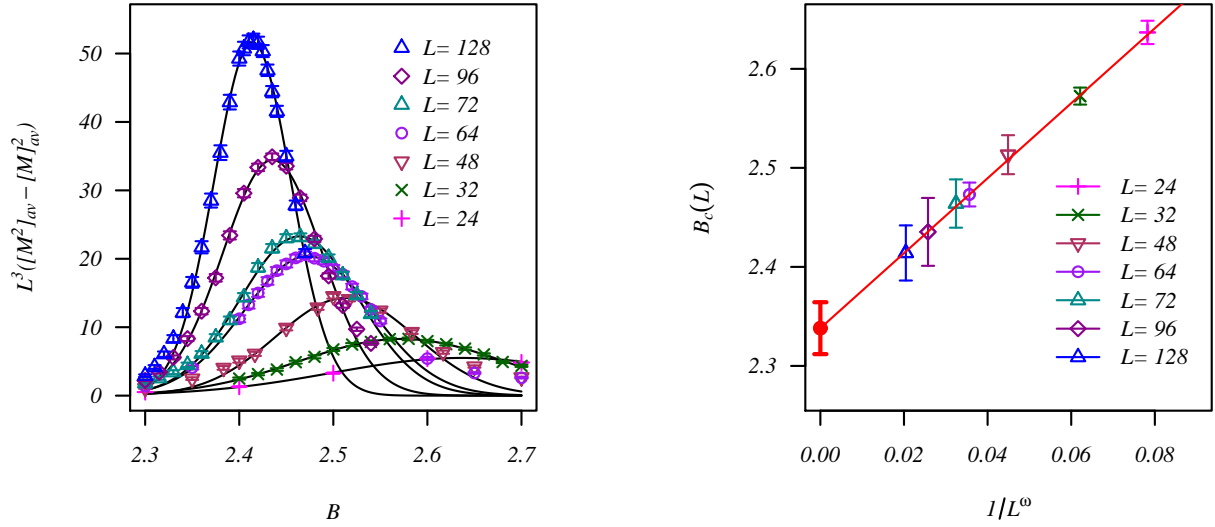 L³([M²]av − [M]²av)
50
40
30
20
10
0
2.3 2.4 2.5 2.6 2.7
B
L= 128
L= 96
L= 72
L= 64
L= 48
L= 32
L= 24
Bc(L)
2.6
2.5
2.4
2.3
0.00 0.02 0.04 0.06 0.08
1/L^ω
L= 24
L= 32
L= 48
L= 64
L= 72
L= 96
L= 128